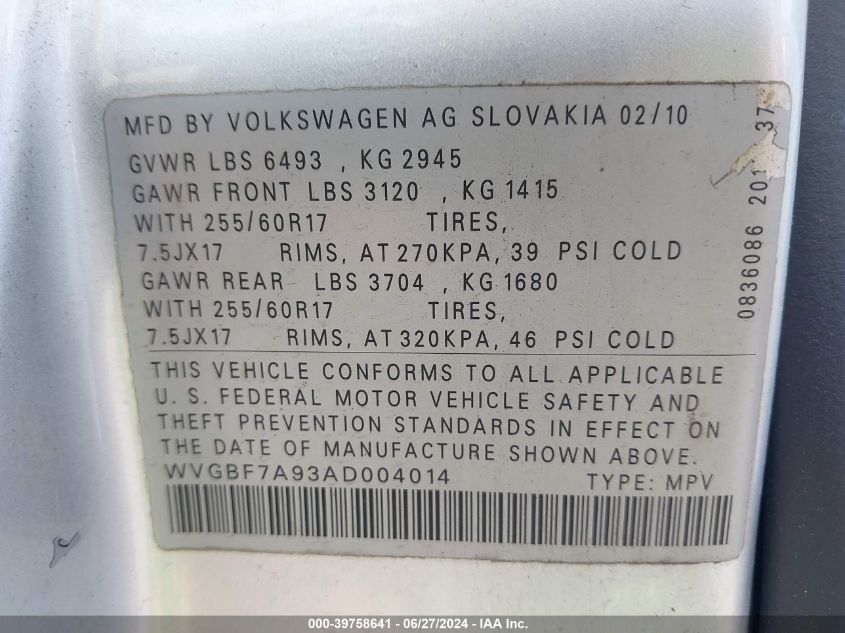 MFD BY VOLKSWAGEN AG SLOVAKIA 02/10
GVWR LBS 6493 , KG 2945
GAWR FRONT LBS 3120 , KG 1415
WITH 255/60R17 TIRES,
7.5JX17 RIMS, AT 270KPA, 39 PSI COLD
GAWR REAR LBS 3704 , KG 1680
WITH 255/60R17 TIRES,
7.5JX17 RIMS, AT 320KPA, 46 PSI COLD
THIS VEHICLE CONFORMS TO ALL APPLICABLE
U. S. FEDERAL MOTOR VEHICLE SAFETY AND
THEFT PREVENTION STANDARDS IN EFFECT ON
THE DATE OF MANUFACTURE SHOWN ABOVE.
WVGBF7A93AD004014 TYPE: MPV
0836086
000-39758641 - 06/27/2024 - IAA Inc.